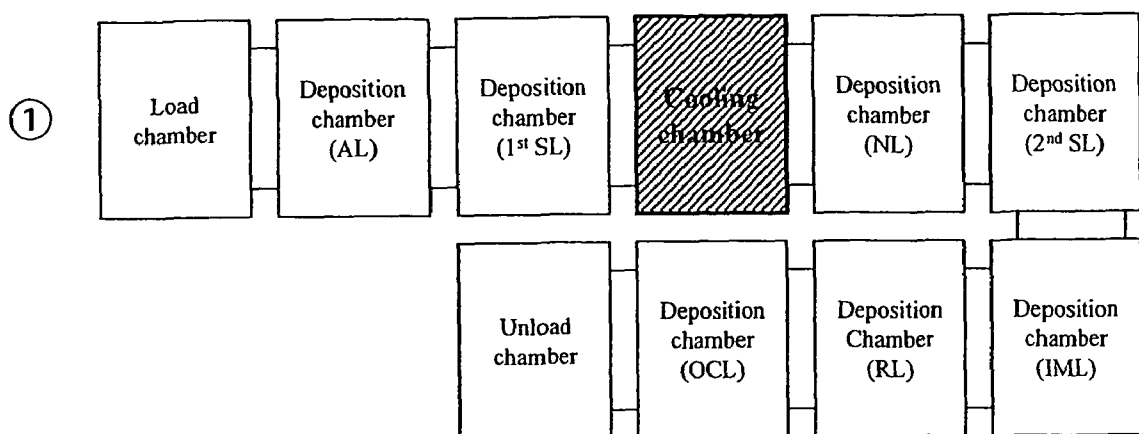 ①
Load
chamber
Deposition
chamber
(AL)
Deposition
chamber
(1st SL)
Cooling
chamber
Deposition
chamber
(NL)
Deposition
chamber
(2nd SL)
Unload
chamber
Deposition
chamber
(OCL)
Deposition
Chamber
(RL)
Deposition
chamber
(IML)